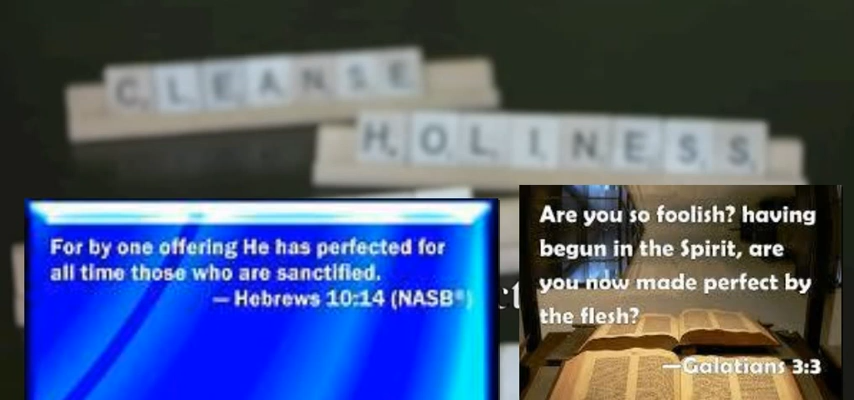 CLEANSE
HOLINESS
For by one offering He has perfected for
all time those who are sanctified.
— Hebrews 10:14 (NASB®)
Are you so foolish? having
begun in the Spirit, are
you now made perfect by
the flesh?
—Galatians 3:3